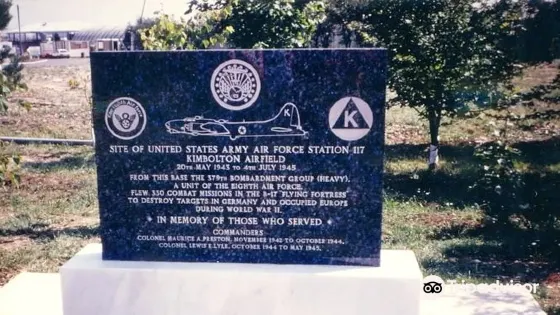 K
K
SITE OF UNITED STATES ARMY AIR FORCE STATION 117
KIMBOLTON AIRFIELD
20TH MAY 1943 TO 4TH JULY 1945
FROM THIS BASE THE 379TH BOMBARDMENT GROUP (HEAVY),
A UNIT OF THE EIGHTH AIR FORCE,
FLEW 330 COMBAT MISSIONS IN THE B-17 "FLYING FORTRESS"
TO DESTROY TARGETS IN GERMANY AND OCCUPIED EUROPE
DURING WORLD WAR II.
• IN MEMORY OF THOSE WHO SERVED •
COMMANDERS
COLONEL MAURICE A. PRESTON, NOVEMBER 1942 TO OCTOBER 1944.
COLONEL LEWIS E. LYLE, OCTOBER 1944 TO MAY 1945.
Tripadvisor